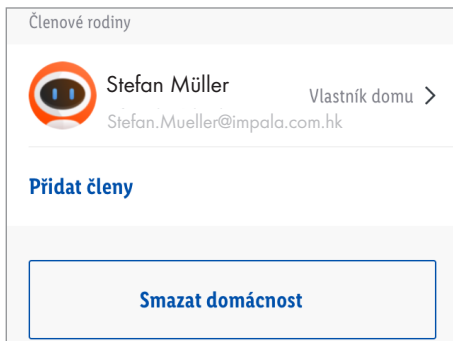 Členové rodiny
Stefan Müller
Vlastník domu
Stefan.Mueller@impala.com.hk
Přidat členy
Smazat domácnost